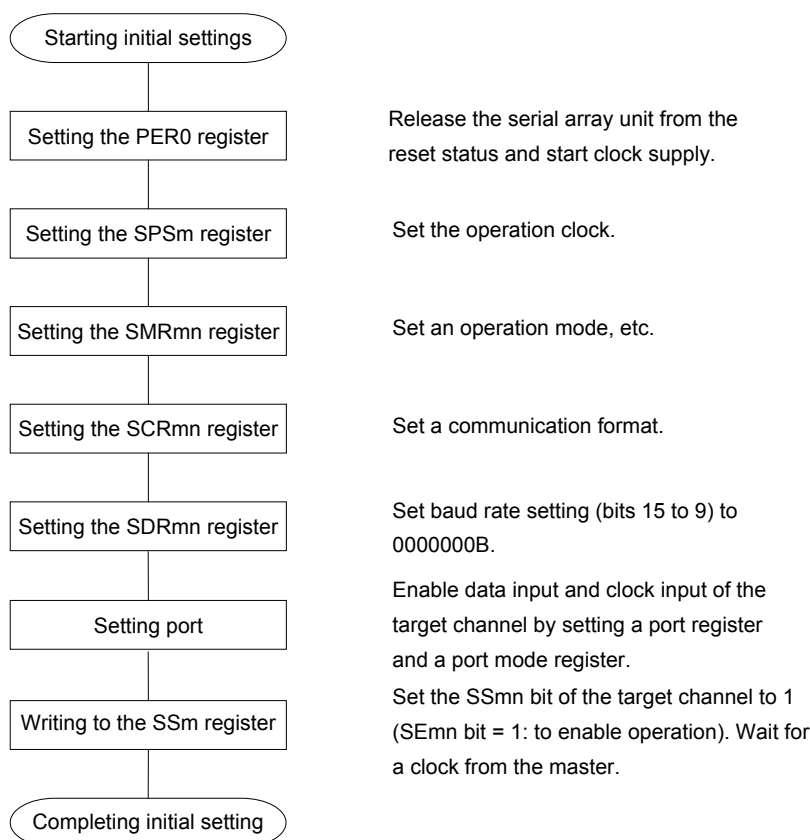 Starting initial settings
Setting the PER0 register
Release the serial array unit from the
reset status and start clock supply.
Setting the SPSm register
Set the operation clock.
Setting the SMRmn register
Set an operation mode, etc.
Setting the SCRmn register
Set a communication format.
Setting the SDRmn register
Set baud rate setting (bits 15 to 9) to
0000000B.
Setting port
Enable data input and clock input of the
target channel by setting a port register
and a port mode register.
Writing to the SSm register
Set the SSmn bit of the target channel to 1
(SEmn bit = 1: to enable operation). Wait for
a clock from the master.
Completing initial setting